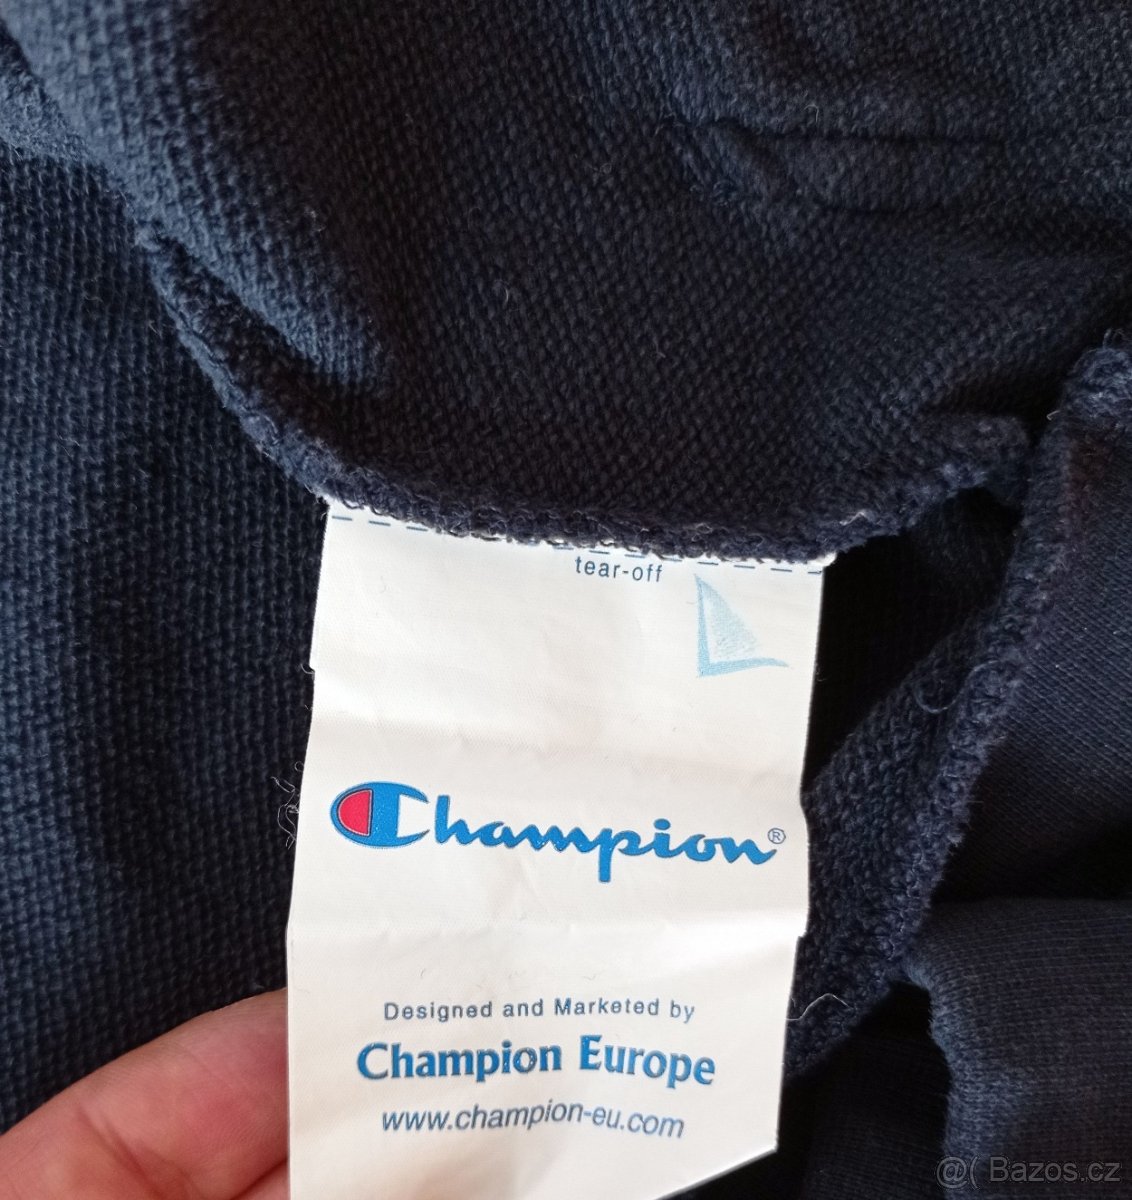 tear-off
Champion®
Designed and Marketed by
Champion Europe
www.champion-eu.com
@( Bazos.cz